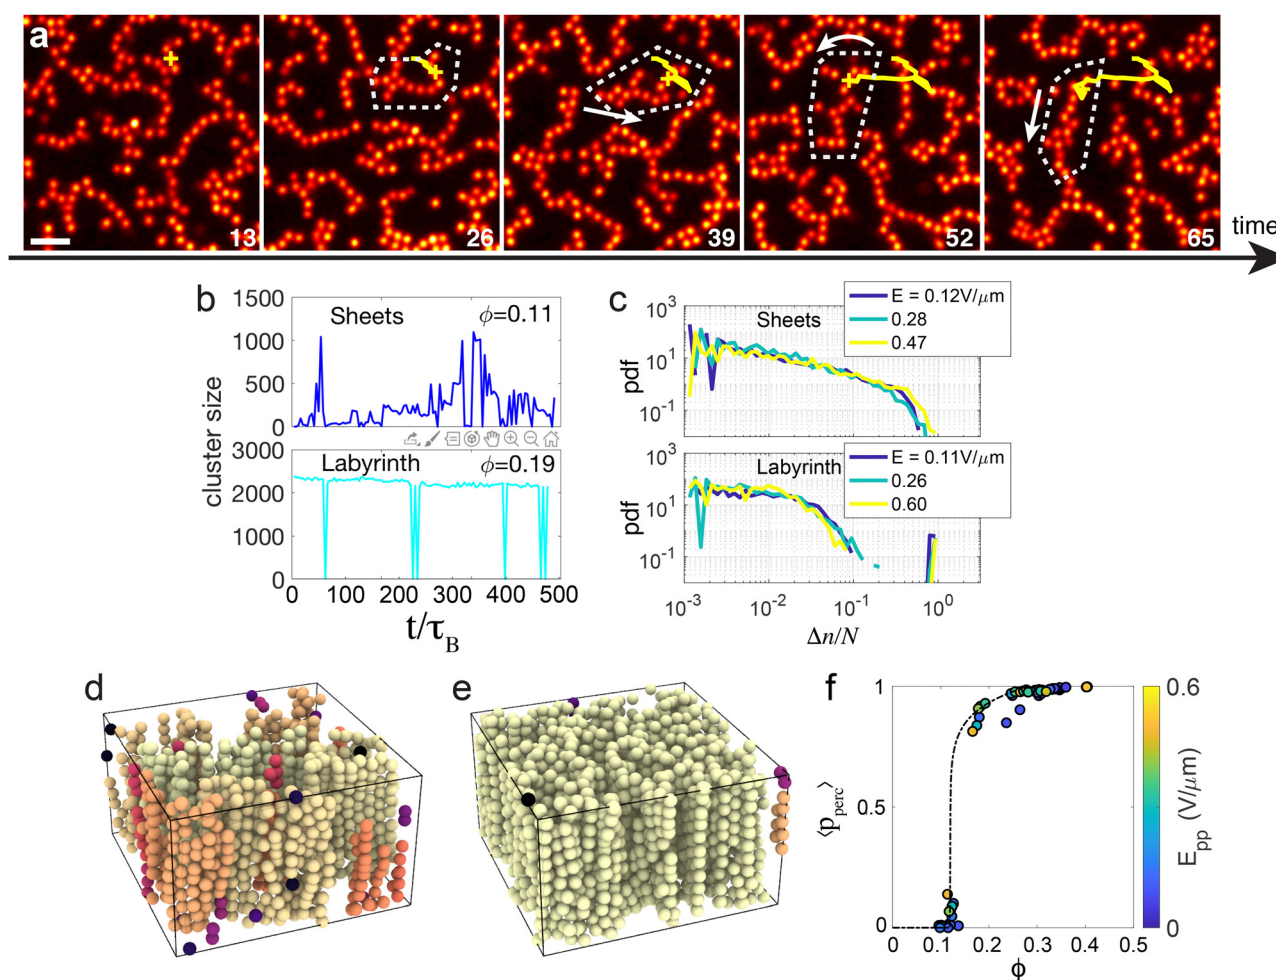 a
13
26
39
52
65
time
b
1500
1000
500
0
Sheets
ϕ=0.11
cluster size
3000
2000
1000
0
Labyrinth
ϕ=0.19
0 100 200 300 400 500
t/τB
c
10³
10¹
10⁻¹
pdf
Sheets
E = 0.12V/μm
0.28
0.47
10³
10¹
10⁻¹
pdf
Labyrinth
E = 0.11V/μm
0.26
0.60
10⁻³ 10⁻² 10⁻¹ 10⁰
Δn/N
d
e
f
1
0.5
0
⟨p perc⟩
0 0.1 0.2 0.3 0.4 0.5
ϕ
0.6
0
E pp (V/μm)